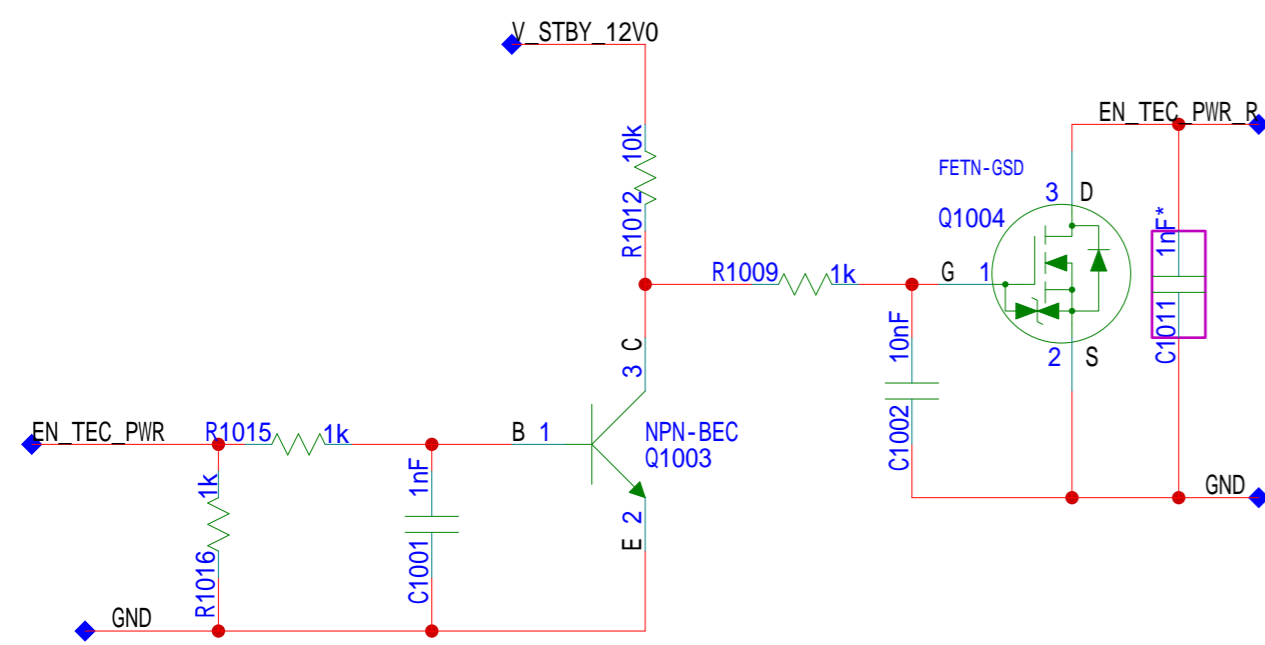 V_STBY_12V0
10k
R1012
EN_TEC_PWR_R
FETN-GSD
3 D
Q1004
1nF*
C1011
R1009 1k
G 1
2 S
10nF
C1002
3 C
EN_TEC_PWR
R1015 1k
B 1
NPN-BEC
Q1003
1k
R1016
1nF
C1001
E 2
GND
GND